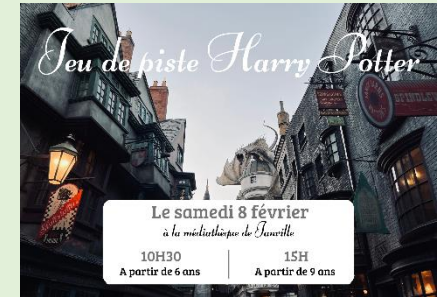 Jeu de piste Harry Potter
Le samedi 8 février
à la médiathèque de Janville
10H30
A partir de 6 ans
15H
A partir de 9 ans